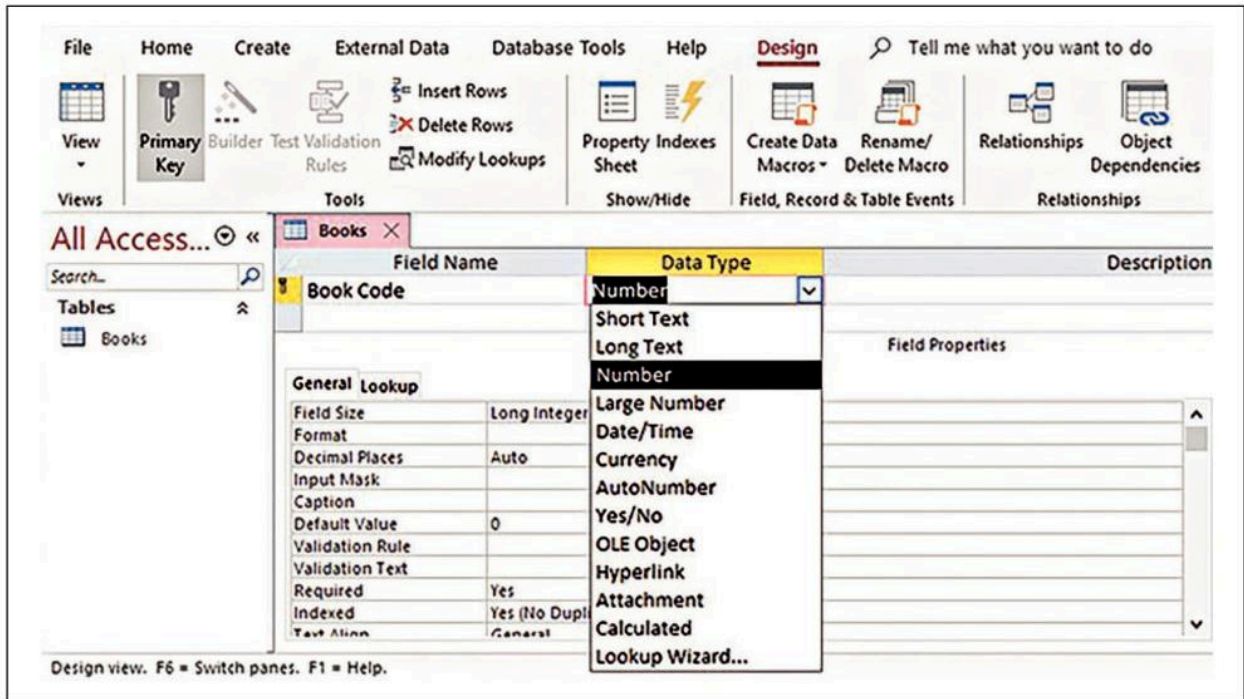 File Home Create External Data Database Tools Help Design Tell me what you want to do
View
Primary Key
Builder
Test Validation Rules
Insert Rows
Delete Rows
Modify Lookups
Property Sheet
Indexes
Create Data Macros
Rename/ Delete Macro
Relationships
Object Dependencies
Views Tools Show/Hide Field, Record & Table Events Relationships
All Access... «
Search...
Tables
Books
Books
Field Name Data Type Description
Book Code Number
Short Text
Long Text
Number
Large Number
Date/Time
Currency
AutoNumber
Yes/No
OLE Object
Hyperlink
Attachment
Calculated
Lookup Wizard...
Field Properties
General Lookup
Field Size Long Integer
Format
Decimal Places Auto
Input Mask
Caption
Default Value 0
Validation Rule
Validation Text
Required Yes
Indexed Yes (No Dupli
Text Align General
Design view. F6 = Switch panes. F1 = Help.